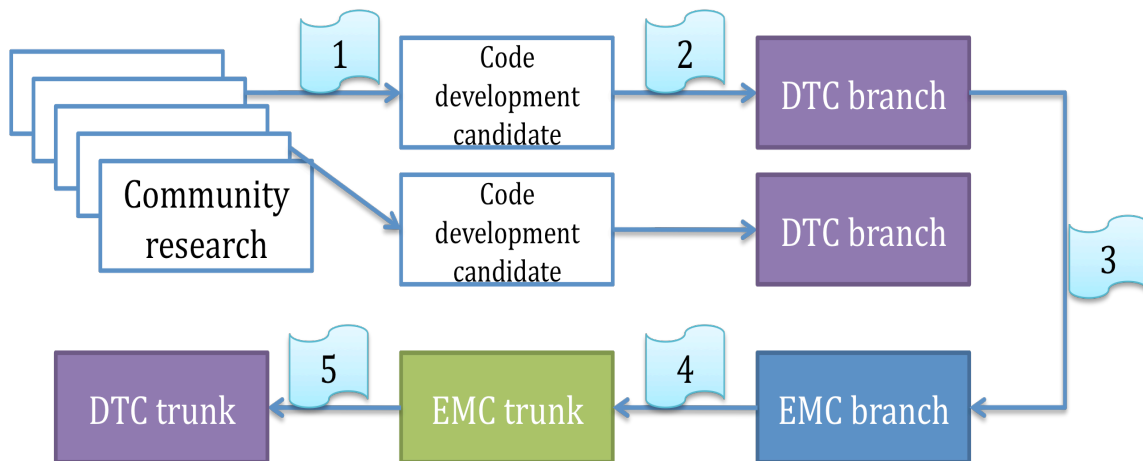 1
Code
development
candidate
2
DTC branch
Community
research
Code
development
candidate
DTC branch
3
DTC trunk
5
EMC trunk
4
EMC branch